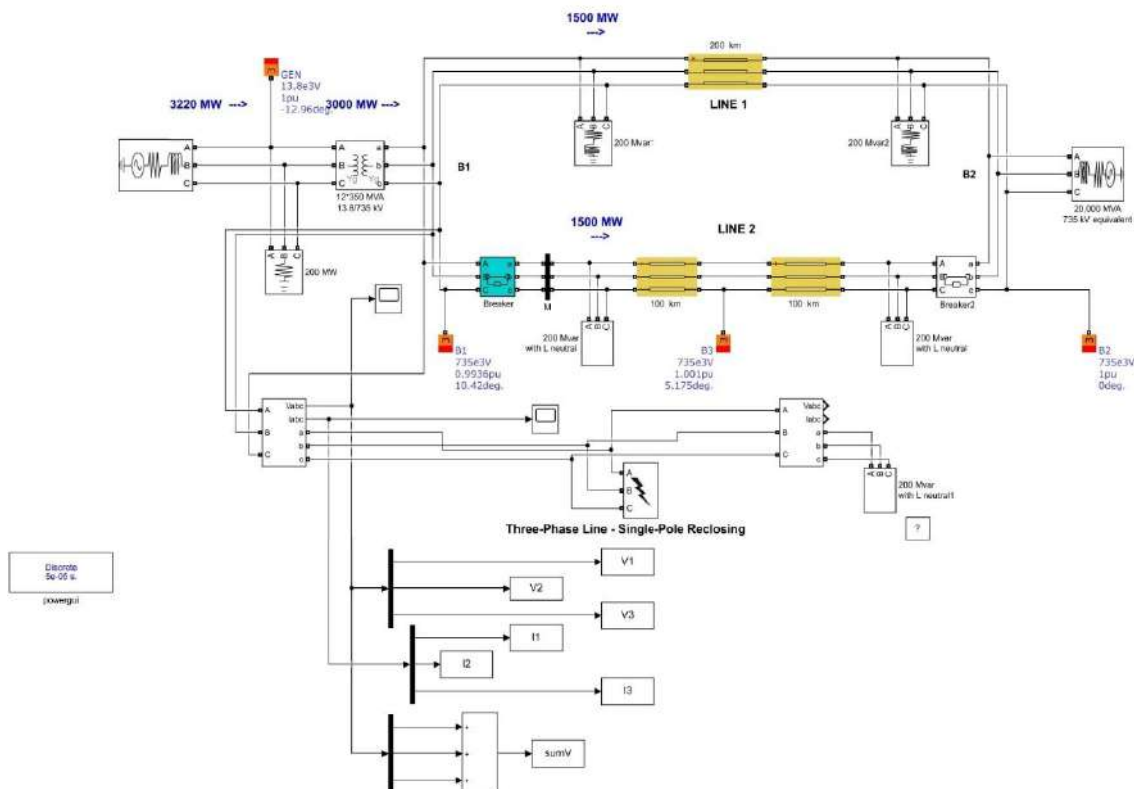 1500 MW
--->
200 km
GEN
13.8e3V
1pu
-12.96deg.
3220 MW --->
3000 MW --->
LINE 1
A
B
C
A
B
C
a
b
A B C
200 Mvar1
A B C
200 Mvar2
B1
B2
A
B
C
12*350 MVA
13.8/735 kV
20,000 MVA
735 kV equivalent
1500 MW
--->
LINE 2
A B C
200 MW
A a
B b
C c
Breaker
M
100 km
100 km
A a
B b
C c
Breaker2
A B C
200 Mvar
with L neutral
A B C
200 Mvar
with L neutral
B1
735e3V
0.9936pu
10.42deg.
B3
735e3V
1.001pu
5.175deg.
B2
735e3V
1pu
0deg.
Vabc
Iabc
A
a
B
b
C
c
Vabc
Iabc
A
a
B
b
C
c
A
B
C
A B C
200 Mvar
with L neutral1
Three-Phase Line - Single-Pole Reclosing
?
Discrete
5e-05 s.
powergui
V1
V2
V3
I1
I2
I3
+
+
+
sumV